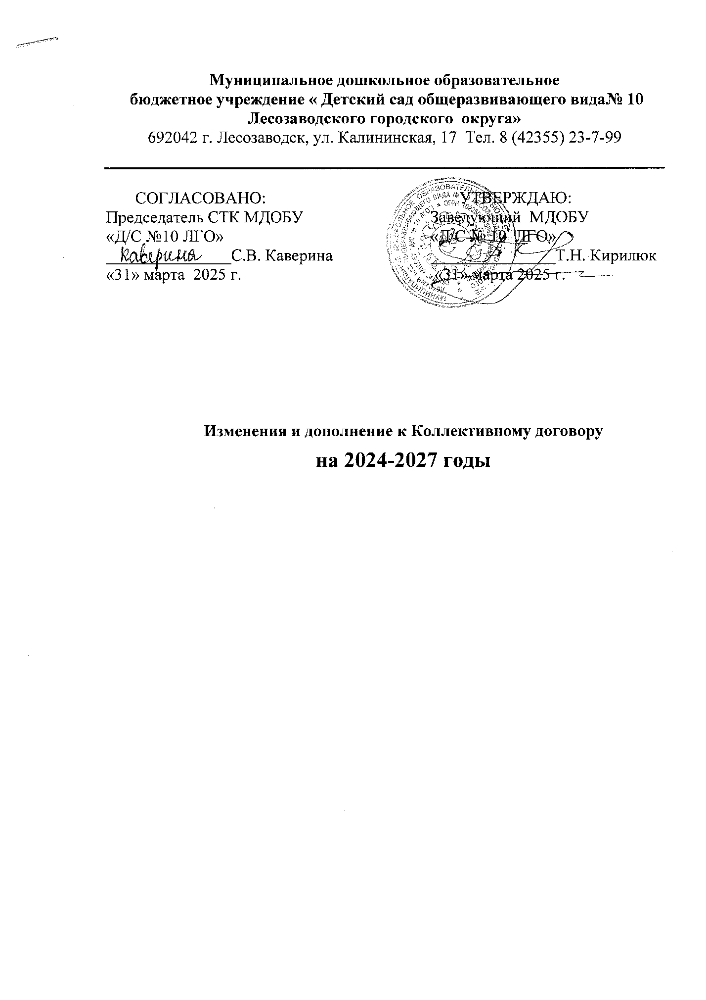 Муниципальное дошкольное образовательное
бюджетное учреждение « Детский сад общеразвивающего вида№ 10
Лесозаводского городского округа»
692042 г. Лесозаводск, ул. Калининская, 17 Тел. 8 (42355) 23-7-99
СОГЛАСОВАНО:
Председатель СТК МДОБУ
«Д/С №10 ЛГО»
Каверина С.В. Каверина
«31» марта 2025 г.
УТВЕРЖДАЮ:
Заведующий МДОБУ
«Д/С № 10 ЛГО»
Т.Н. Кирилюк
«31» марта 2025 г.
Изменения и дополнение к Коллективному договору
на 2024-2027 годы